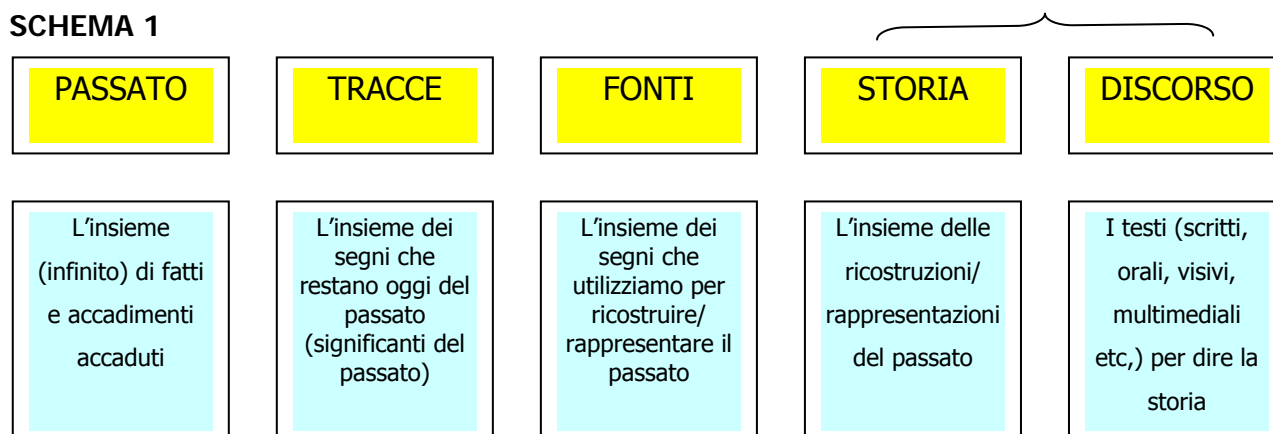 SCHEMA 1
PASSATO
TRACCE
FONTI
STORIA
DISCORSO
L'insieme
(infinito) di fatti
e accadimenti
accaduti
L'insieme dei
segni che
restano oggi del
passato
(significanti del
passato)
L'insieme dei
segni che
utilizziamo per
ricostruire/
rappresentare il
passato
L'insieme delle
ricostruzioni/
rappresentazioni
del passato
I testi (scritti,
orali, visivi,
multimediali
etc,) per dire la
storia